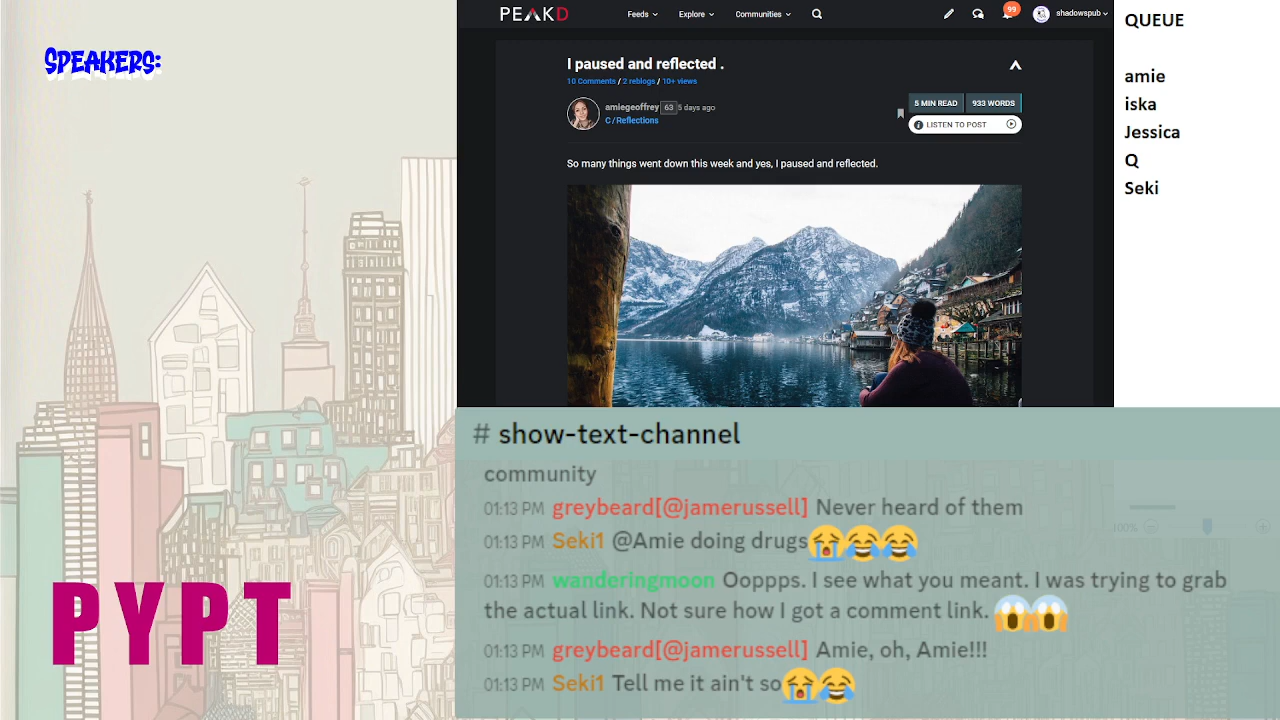 SPEAKERS:
PYPT
PEAKD
Feeds
Explore
Communities
99
shadowspub
I paused and reflected .
10 Comments / 2 reblogs / 10+ views
amiegeoffrey 63 5 days ago
C/Reflections
5 MIN READ 933 WORDS
LISTEN TO POST
So many things went down this week and yes, I paused and reflected.
QUEUE
amie
iska
Jessica
Q
Seki
# show-text-channel
community
01:13 PM greybeard[@jamerussell] Never heard of them
01:13 PM Seki1 @Amie doing drugs😭😂😂
01:13 PM wanderingmoon Ooppps. I see what you meant. I was trying to grab
the actual link. Not sure how I got a comment link. 😱😱
01:13 PM greybeard[@jamerussell] Amie, oh, Amie!!!
01:13 PM Seki1 Tell me it ain't so😭😂
100%